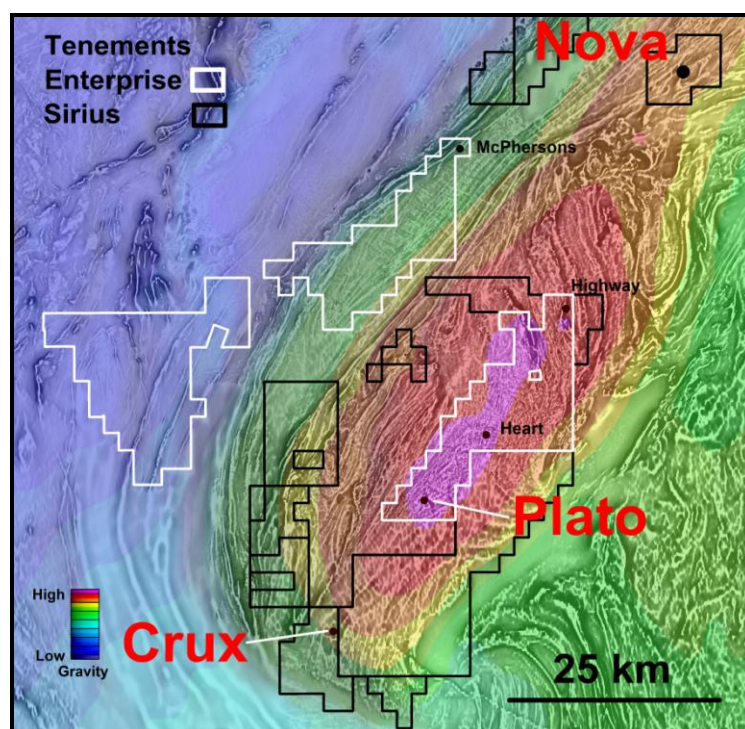 Nova
Tenements
Enterprise
Sirius
McPhersons
Highway
Heart
Plato
High
Low
Gravity
Crux
25 km